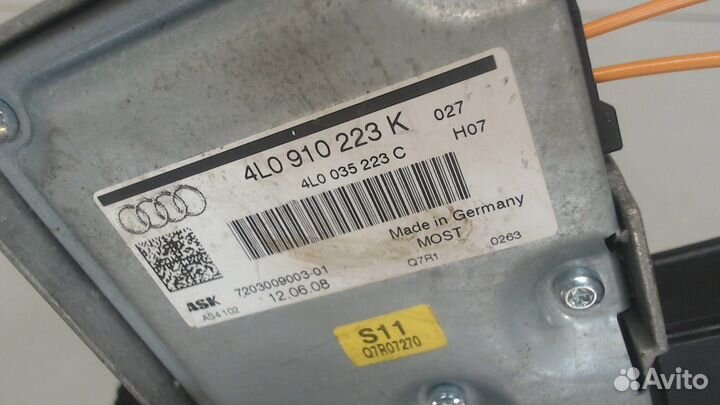 4L0 910 223 K 027
4L0 035 223 C H07
Made in Germany
MOST
Q7R1 0263
7203009003-01
ASK 12.06.08
AS4102
S11
Q7R07270
Avito